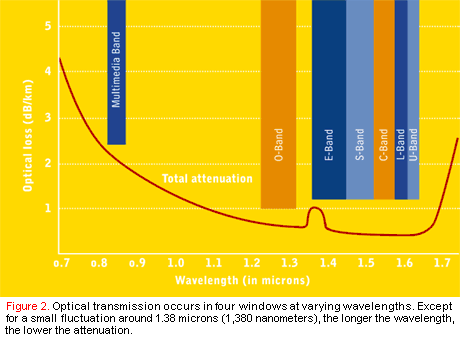 5
4
3
2
1
Optical loss (dB/km)
Multimedia Band
O-Band
E-Band
S-Band
C-Band
L-Band
U-Band
Total attenuation
0.7 0.8 0.9 1.0 1.1 1.2 1.3 1.4 1.5 1.6 1.7
Wavelength (in microns)
Figure 2. Optical transmission occurs in four windows at varying wavelengths. Except
for a small fluctuation around 1.38 microns (1,380 nanometers), the longer the wavelength,
the lower the attenuation.